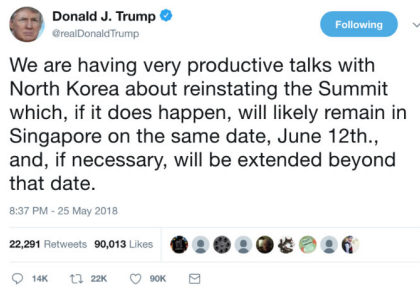 Donald J. Trump
Following
@realDonaldTrump
We are having very productive talks with
North Korea about reinstating the Summit
which, if it does happen, will likely remain in
Singapore on the same date, June 12th.,
and, if necessary, will be extended beyond
that date.
8:37 PM - 25 May 2018
22,291 Retweets 90,013 Likes
14K 22K 90K